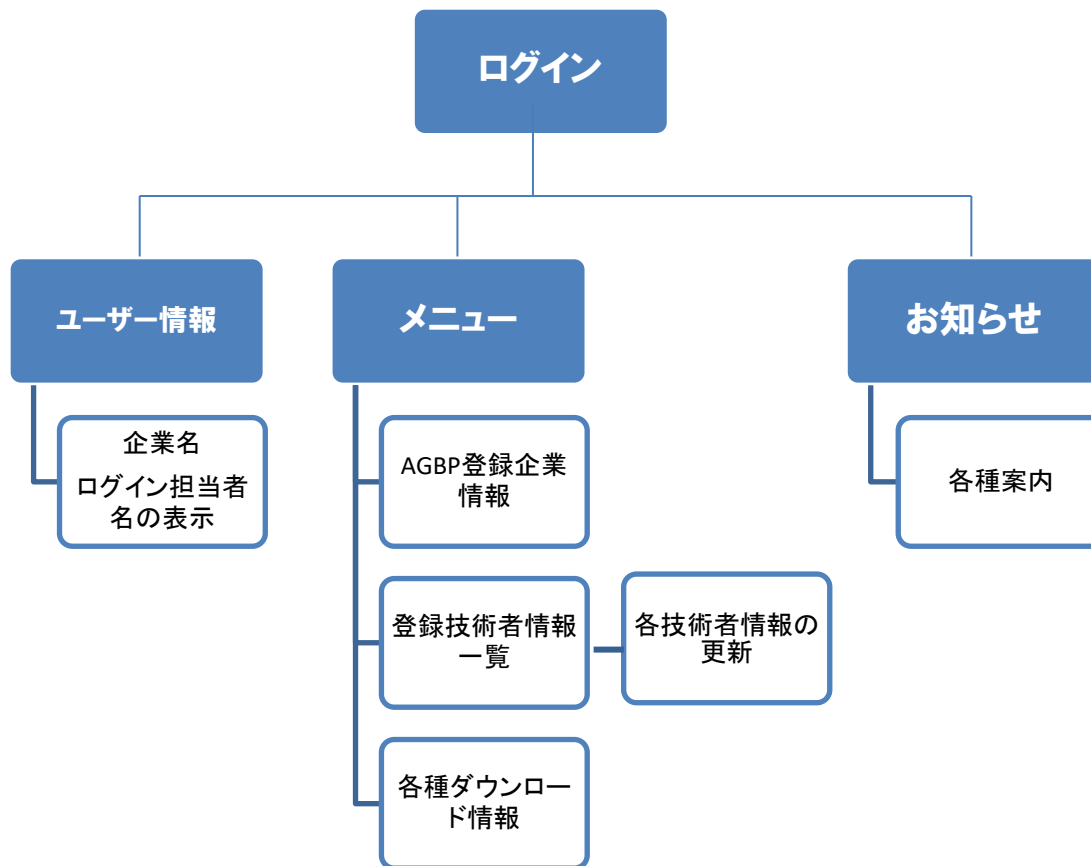 ログイン
ユーザー情報
メニュー
お知らせ
企業名
ログイン担当者
名の表示
AGBP登録企業
情報
各種案内
登録技術者情報
一覧
各技術者情報の
更新
各種ダウンロー
ド情報